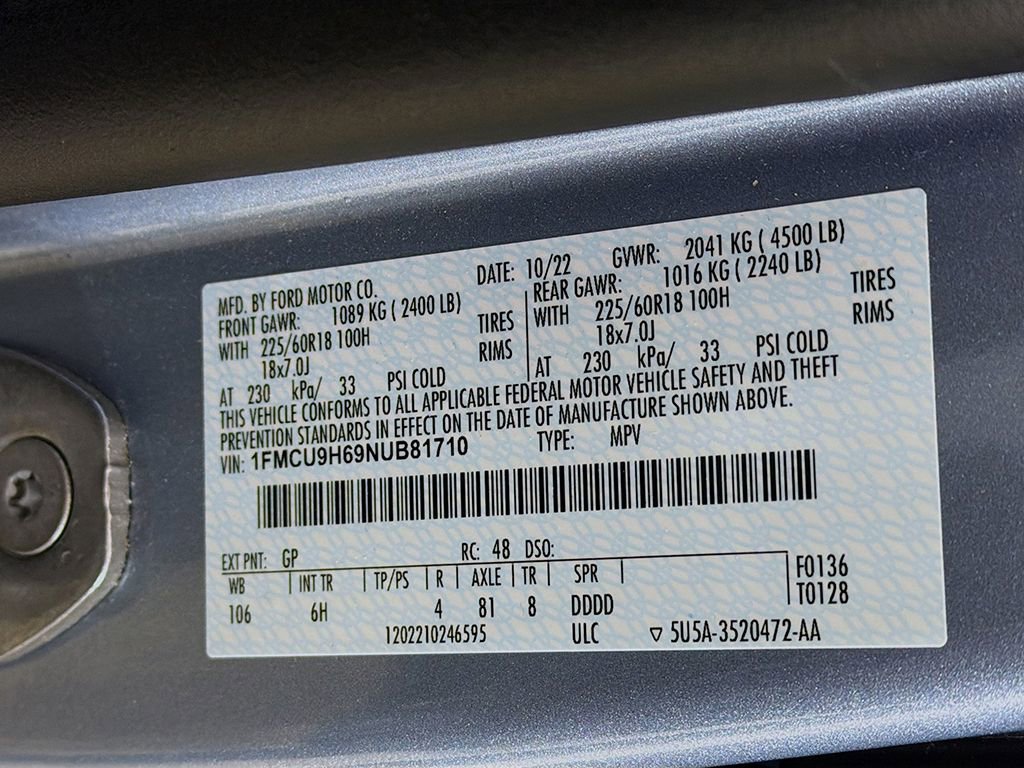 MFD. BY FORD MOTOR CO. DATE: 10/22 GVWR: 2041 KG ( 4500 LB)
FRONT GAWR: 1089 KG ( 2400 LB) REAR GAWR: 1016 KG ( 2240 LB)
WITH 225/60R18 100H TIRES WITH 225/60R18 100H TIRES
18x7.0J RIMS 18x7.0J RIMS
AT 230 kPa/ 33 PSI COLD AT 230 kPa/ 33 PSI COLD
THIS VEHICLE CONFORMS TO ALL APPLICABLE FEDERAL MOTOR VEHICLE SAFETY AND THEFT
PREVENTION STANDARDS IN EFFECT ON THE DATE OF MANUFACTURE SHOWN ABOVE.
VIN: 1FMCU9H69NUB81710 TYPE: MPV
EXT PNT: GP RC: 48 DSO:
WB INT TR TP/PS R AXLE TR SPR F0136
106 6H 4 81 8 DDDD T0128
1202210246595 ULC ▽ 5U5A-3520472-AA